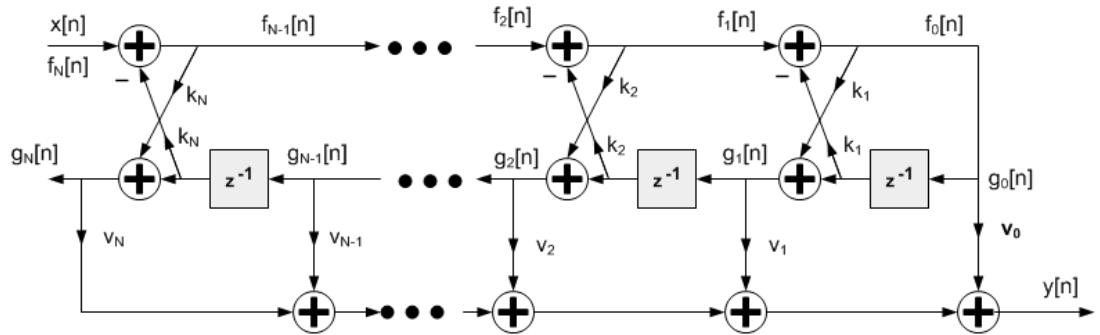 x[n] f_{N-1}[n] f_2[n] f_1[n] f_0[n]
f_N[n]
− − −
k_N k_2 k_1
k_N k_2 k_1
g_N[n] g_{N-1}[n] g_2[n] g_1[n]
z^{-1} z^{-1} z^{-1} g_0[n]
v_N v_{N-1} v_2 v_1 v_0
y[n]